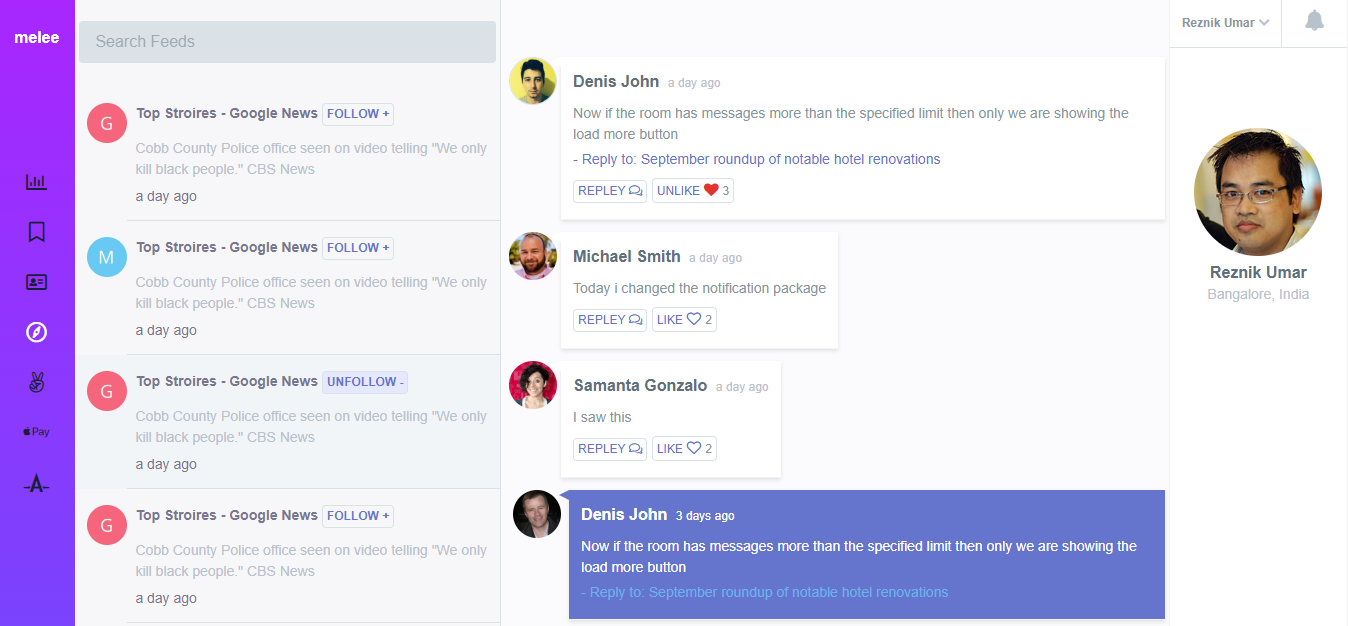 melee
Pay
Search Feeds
G
Top Stroires - Google News FOLLOW +
Cobb County Police office seen on video telling "We only
kill black people." CBS News
a day ago
M
Top Stroires - Google News FOLLOW +
Cobb County Police office seen on video telling "We only
kill black people." CBS News
a day ago
G
Top Stroires - Google News UNFOLLOW -
Cobb County Police office seen on video telling "We only
kill black people." CBS News
a day ago
G
Top Stroires - Google News FOLLOW +
Cobb County Police office seen on video telling "We only
kill black people." CBS News
a day ago
Denis John a day ago
Now if the room has messages more than the specified limit then only we are showing the
load more button
- Reply to: September roundup of notable hotel renovations
REPLEY UNLIKE 3
Michael Smith a day ago
Today i changed the notification package
REPLEY LIKE 2
Samanta Gonzalo a day ago
I saw this
REPLEY LIKE 2
Denis John 3 days ago
Now if the room has messages more than the specified limit then only we are showing the
load more button
- Reply to: September roundup of notable hotel renovations
Reznik Umar
Reznik Umar
Bangalore, India